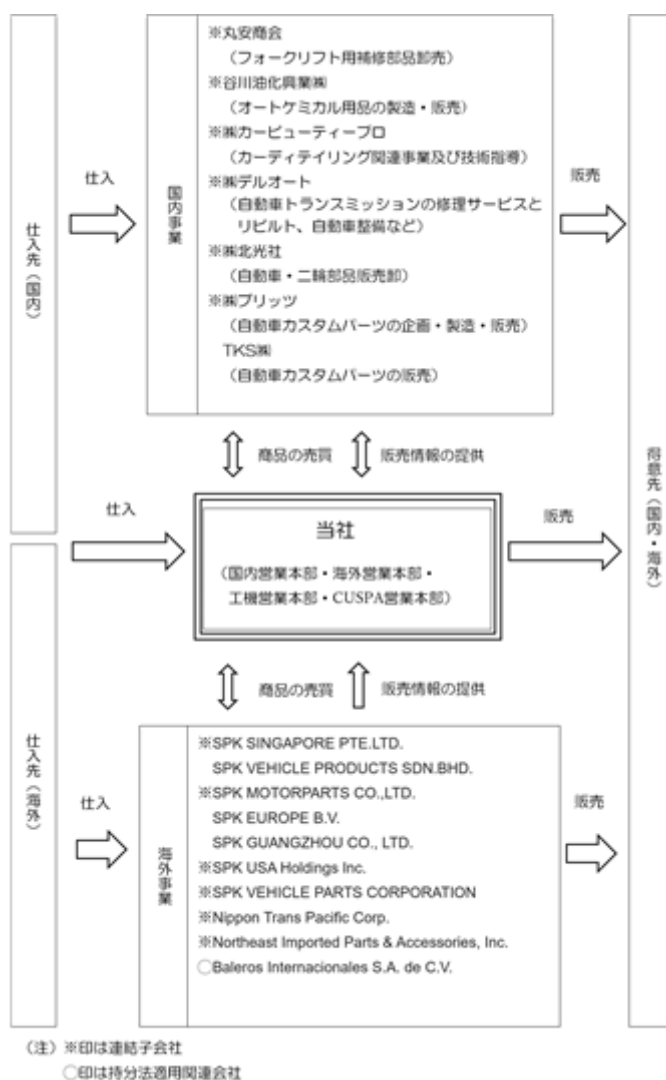 仕入先(国内)
仕入
国内事業
※丸安商会
(フォークリフト用補修部品卸売)
※谷川油化興業㈱
(オートケミカル用品の製造・販売)
※㈱カービューティープロ
(カーディテイリング関連事業及び技術指導)
※㈱デルオート
(自動車トランスミッションの修理サービスと
リビルト、自動車整備など)
※㈱北光社
(自動車・二輪部品販売卸)
※㈱ブリッツ
(自動車カスタムパーツの企画・製造・販売)
TKS㈱
(自動車カスタムパーツの販売)
販売
得意先(国内・海外)
商品の売買
販売情報の提供
仕入
当社
(国内営業本部・海外営業本部・
工機営業本部・CUSPA営業本部)
販売
商品の売買
販売情報の提供
仕入先(海外)
仕入
海外事業
※SPK SINGAPORE PTE.LTD.
SPK VEHICLE PRODUCTS SDN.BHD.
※SPK MOTORPARTS CO.,LTD.
SPK EUROPE B.V.
SPK GUANGZHOU CO., LTD.
※SPK USA Holdings Inc.
※SPK VEHICLE PARTS CORPORATION
※Nippon Trans Pacific Corp.
※Northeast Imported Parts & Accessories, Inc.
○Baleros Internacionales S.A. de C.V.
販売
(注)※印は連結子会社
○印は持分法適用関連会社